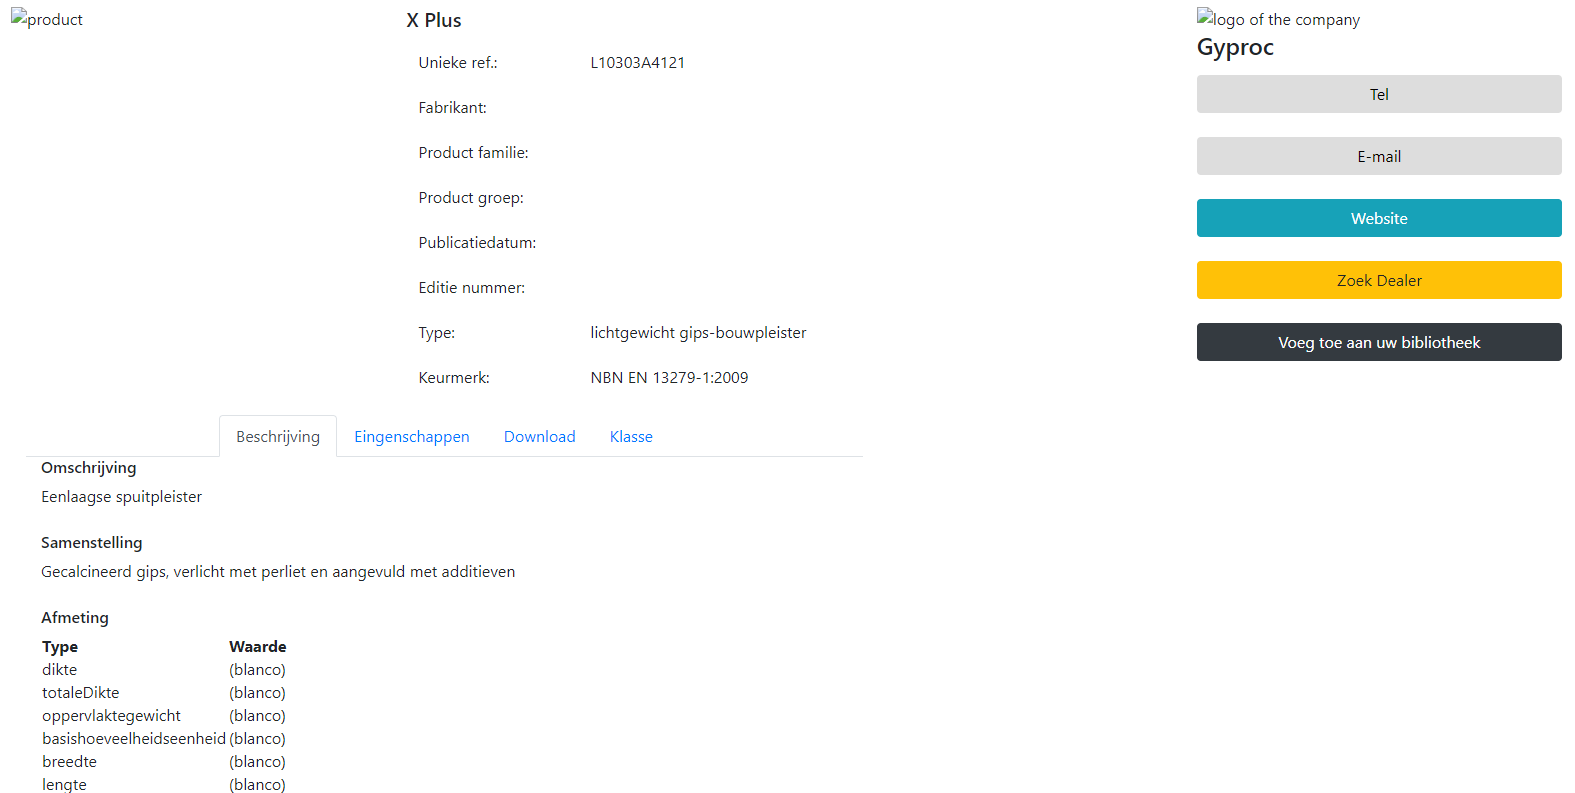 product
X Plus
Unieke ref.: L10303A4121
Fabrikant:
Product familie:
Product groep:
Publicatiedatum:
Editie nummer:
Type: lichtgewicht gips-bouwpleister
Keurmerk: NBN EN 13279-1:2009
logo of the company
Gyproc
Tel
E-mail
Website
Zoek Dealer
Voeg toe aan uw bibliotheek
Beschrijving Eingenschappen Download Klasse
Omschrijving
Eenlaagse spuitpleister
Samenstelling
Gecalcineerd gips, verlicht met perliet en aangevuld met additieven
Afmeting
Type Waarde
dikte (blanco)
totaleDikte (blanco)
oppervlaktegewicht (blanco)
basishoeveelheidseenheid (blanco)
breedte (blanco)
lengte (blanco)